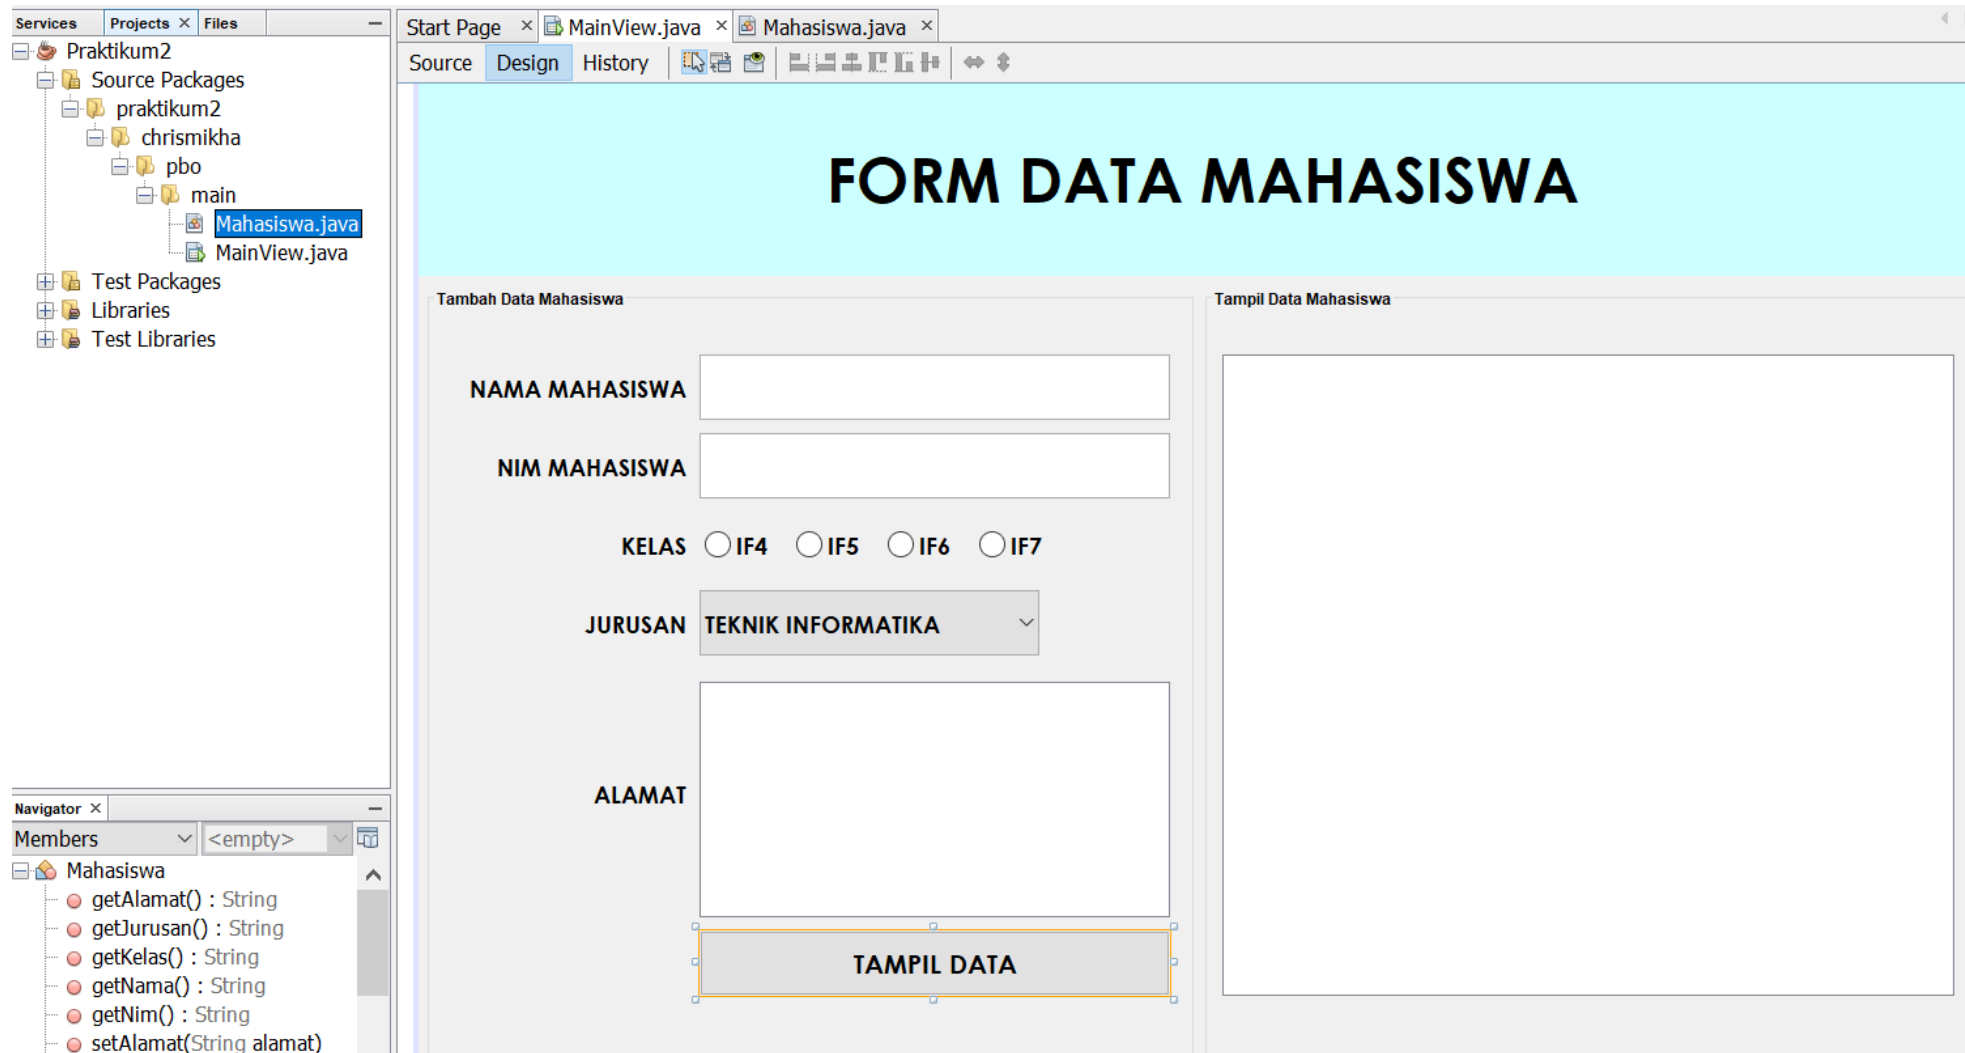 Services Projects × Files
Praktikum2
Source Packages
praktikum2
chrismikha
pbo
main
Mahasiswa.java
MainView.java
Test Packages
Libraries
Test Libraries
Navigator ×
Members <empty>
Mahasiswa
getAlamat() : String
getJurusan() : String
getKelas() : String
getNama() : String
getNim() : String
setAlamat(String alamat)
Start Page × MainView.java × Mahasiswa.java ×
Source Design History
FORM DATA MAHASISWA
Tambah Data Mahasiswa
NAMA MAHASISWA
NIM MAHASISWA
KELAS IF4 IF5 IF6 IF7
JURUSAN TEKNIK INFORMATIKA
ALAMAT
TAMPIL DATA
Tampil Data Mahasiswa